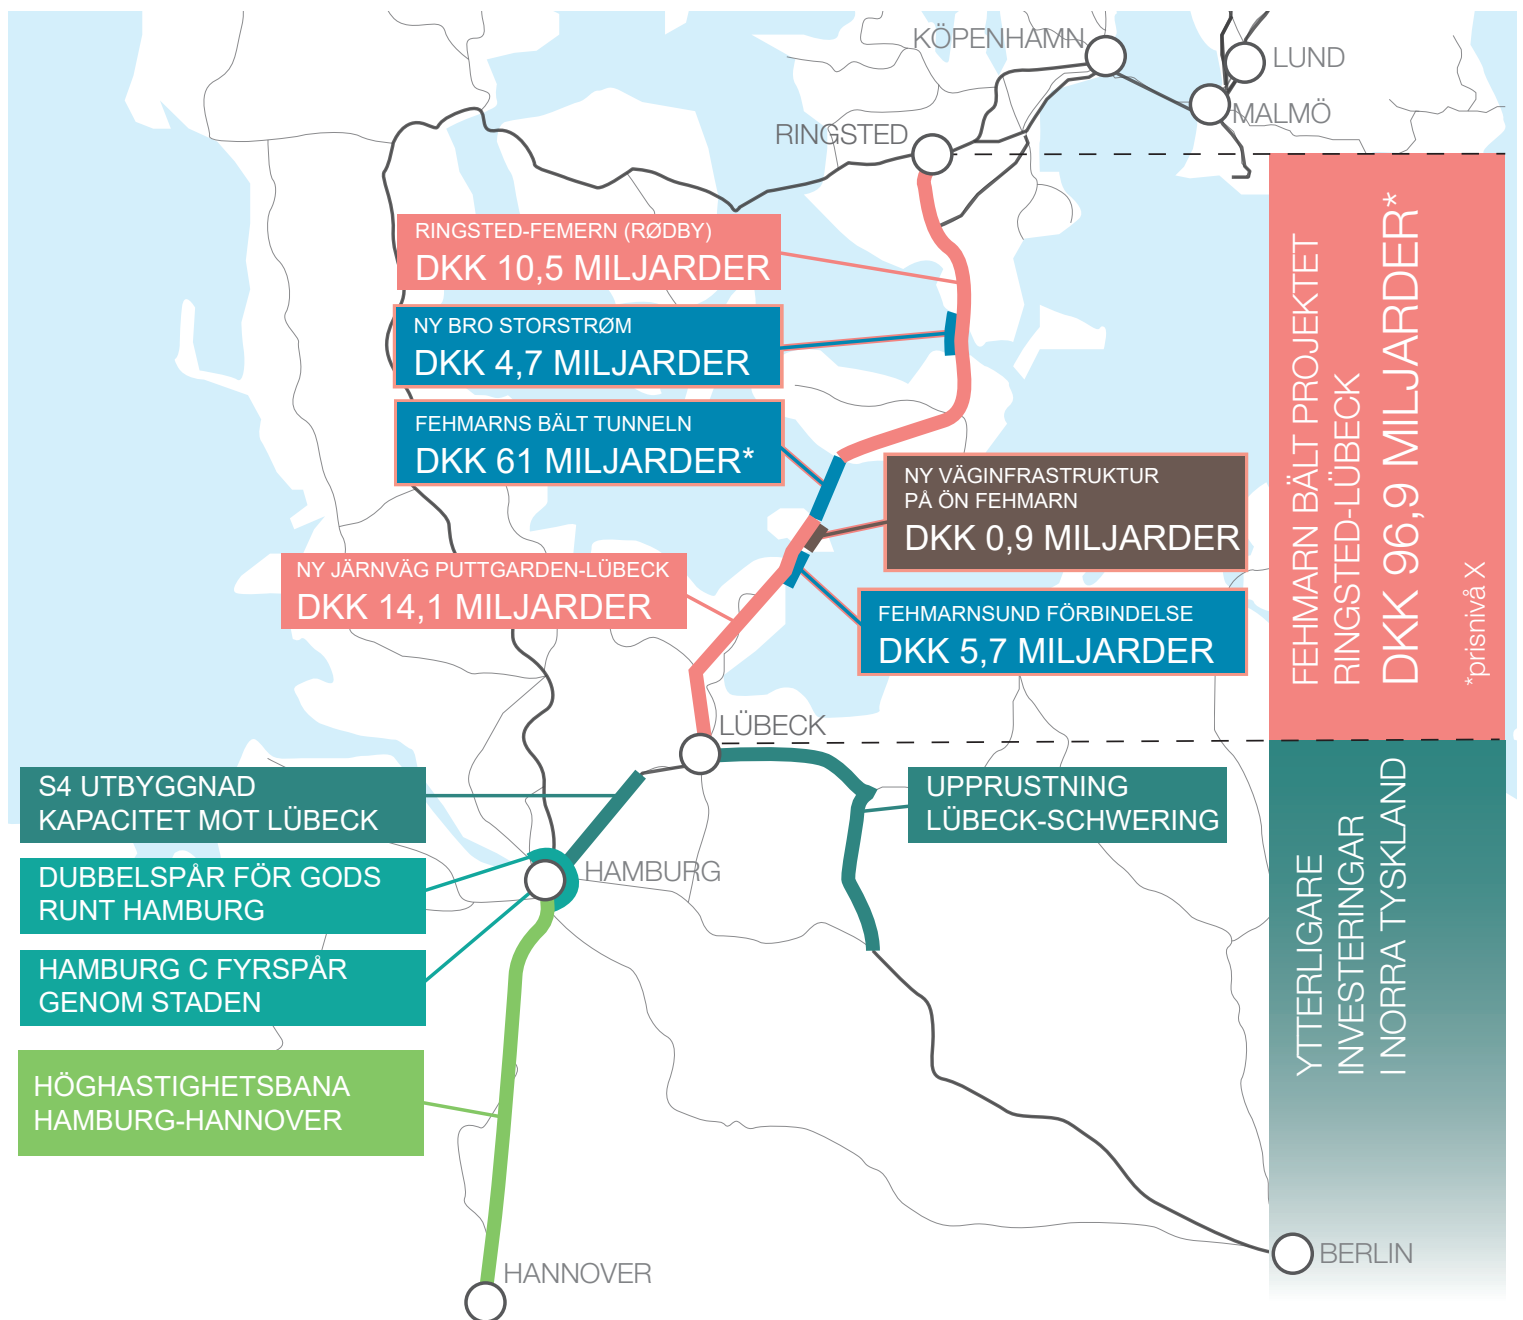 KÖPENHAMN
LUND
MALMÖ
RINGSTED
RINGSTED-FEMERN (RØDBY)
DKK 10,5 MILJARDER
NY BRO STORSTRØM
DKK 4,7 MILJARDER
FEHMARNS BÄLT TUNNELN
DKK 61 MILJARDER*
NY VÄGINFRASTRUKTUR
PÅ ÖN FEHMARN
DKK 0,9 MILJARDER
NY JÄRNVÄG PUTTGARDEN-LÜBECK
DKK 14,1 MILJARDER
FEHMARNSUND FÖRBINDELSE
DKK 5,7 MILJARDER
FEHMARN BÄLT PROJEKTET
RINGSTED-LÜBECK
DKK 96,9 MILJARDER*
*prisnivå X
LÜBECK
S4 UTBYGGNAD
KAPACITET MOT LÜBECK
UPPRUSTNING
LÜBECK-SCHWERING
DUBBELSPÅR FÖR GODS
RUNT HAMBURG
HAMBURG
HAMBURG C FYRSPÅR
GENOM STADEN
HÖGHASTIGHETSBANA
HAMBURG-HANNOVER
YTTERLIGARE
INVESTERINGAR
I NORRA TYSKLAND
BERLIN
HANNOVER